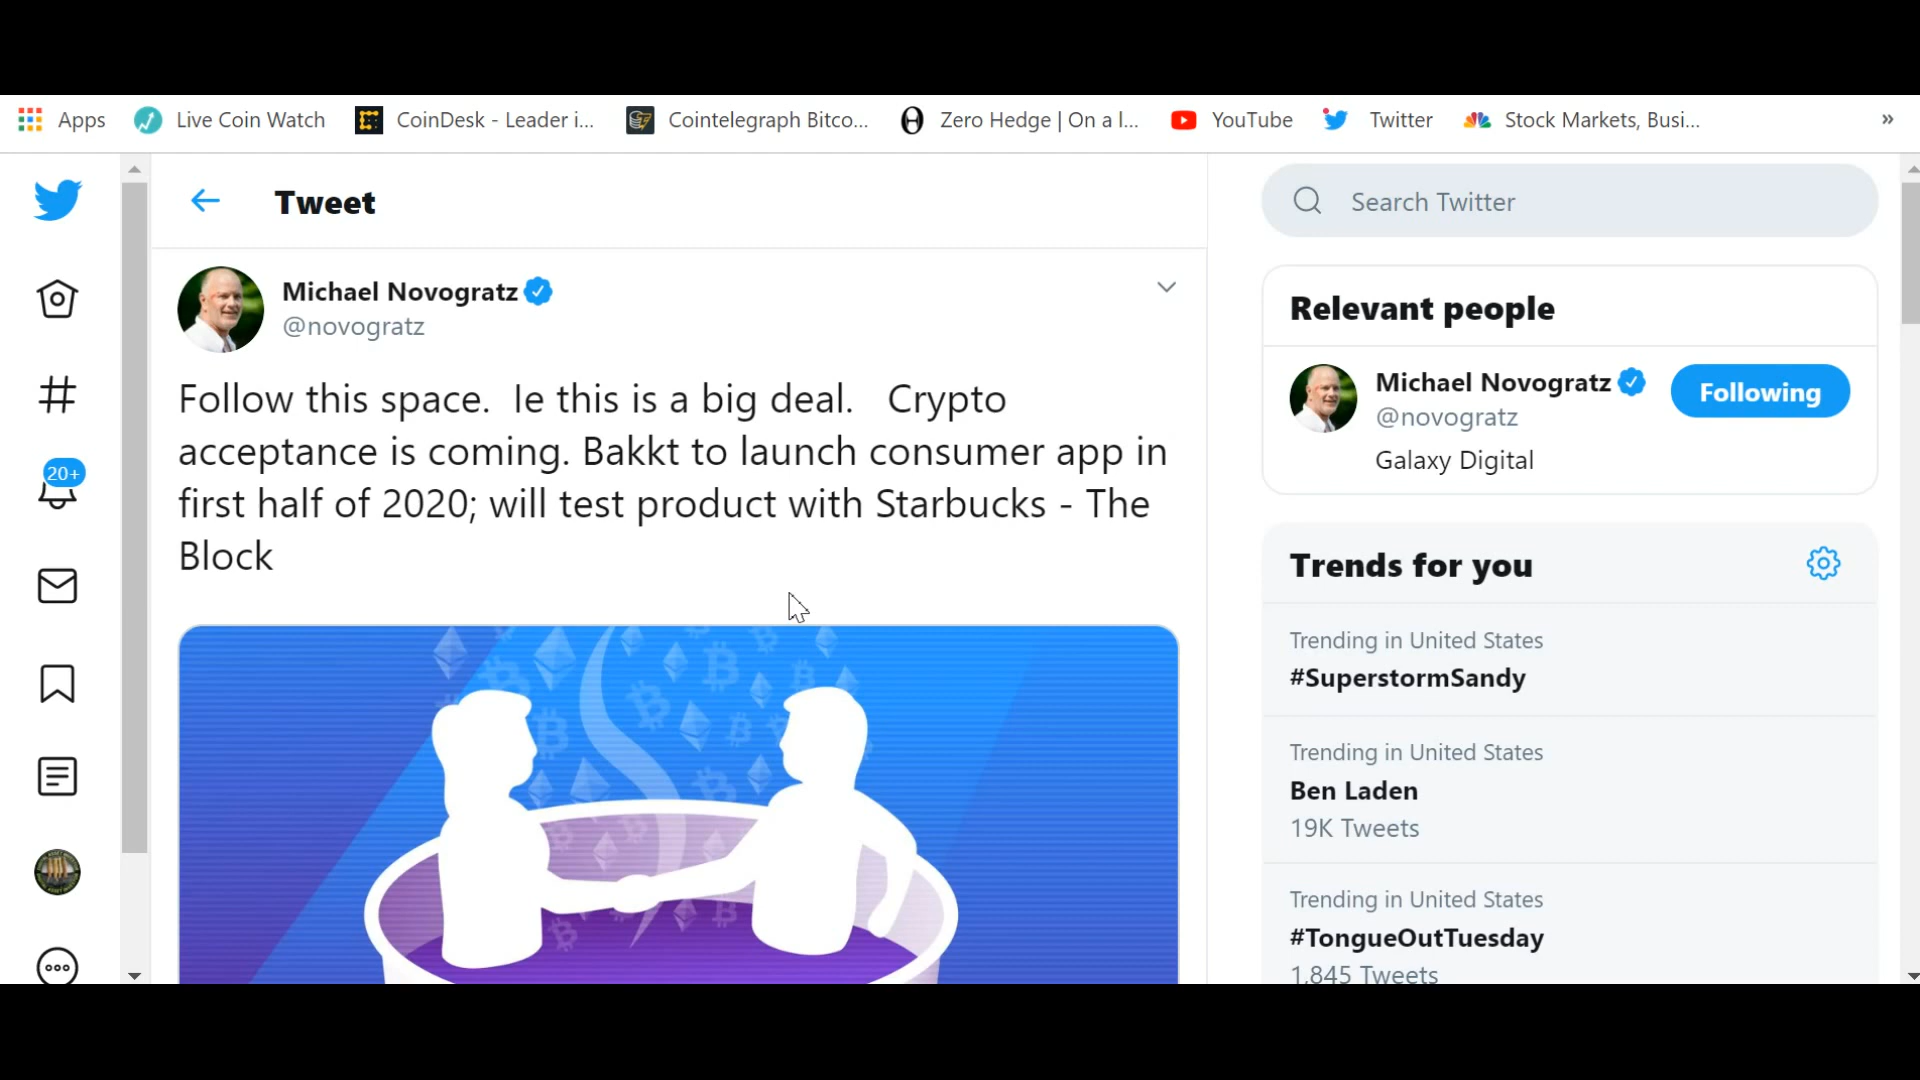 Apps Live Coin Watch CoinDesk - Leader i... Cointelegraph Bitco... Zero Hedge | On a l... YouTube Twitter Stock Markets, Busi... »
Tweet
Michael Novogratz
@novogratz
Follow this space. Ie this is a big deal. Crypto
acceptance is coming. Bakkt to launch consumer app in
first half of 2020; will test product with Starbucks - The
Block
20+
Search Twitter
Relevant people
Michael Novogratz
@novogratz
Following
Galaxy Digital
Trends for you
Trending in United States
#SuperstormSandy
Trending in United States
Ben Laden
19K Tweets
Trending in United States
#TongueOutTuesday
1,845 Tweets